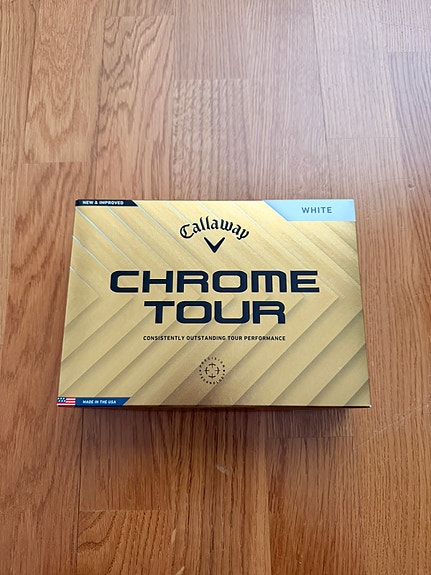 NEW & IMPROVED
WHITE
Callaway
CHROME
TOUR
CONSISTENTLY OUTSTANDING TOUR PERFORMANCE
MADE IN THE USA